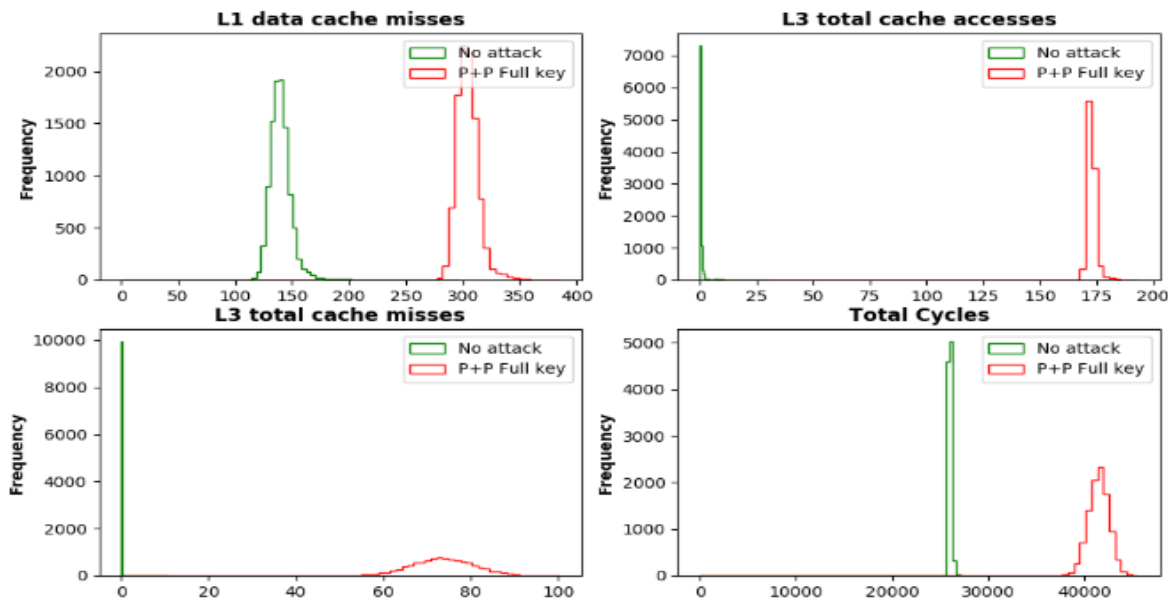 L1 data cache misses
Frequency
2000
1500
1000
500
0
0 50 100 150 200 250 300 350 400
No attack
P+P Full key
L3 total cache accesses
Frequency
7000
6000
5000
4000
3000
2000
1000
0
0 25 50 75 100 125 150 175 200
No attack
P+P Full key
L3 total cache misses
Frequency
10000
8000
6000
4000
2000
0
0 20 40 60 80 100
No attack
P+P Full key
Total Cycles
Frequency
5000
4000
3000
2000
1000
0
0 10000 20000 30000 40000
No attack
P+P Full key